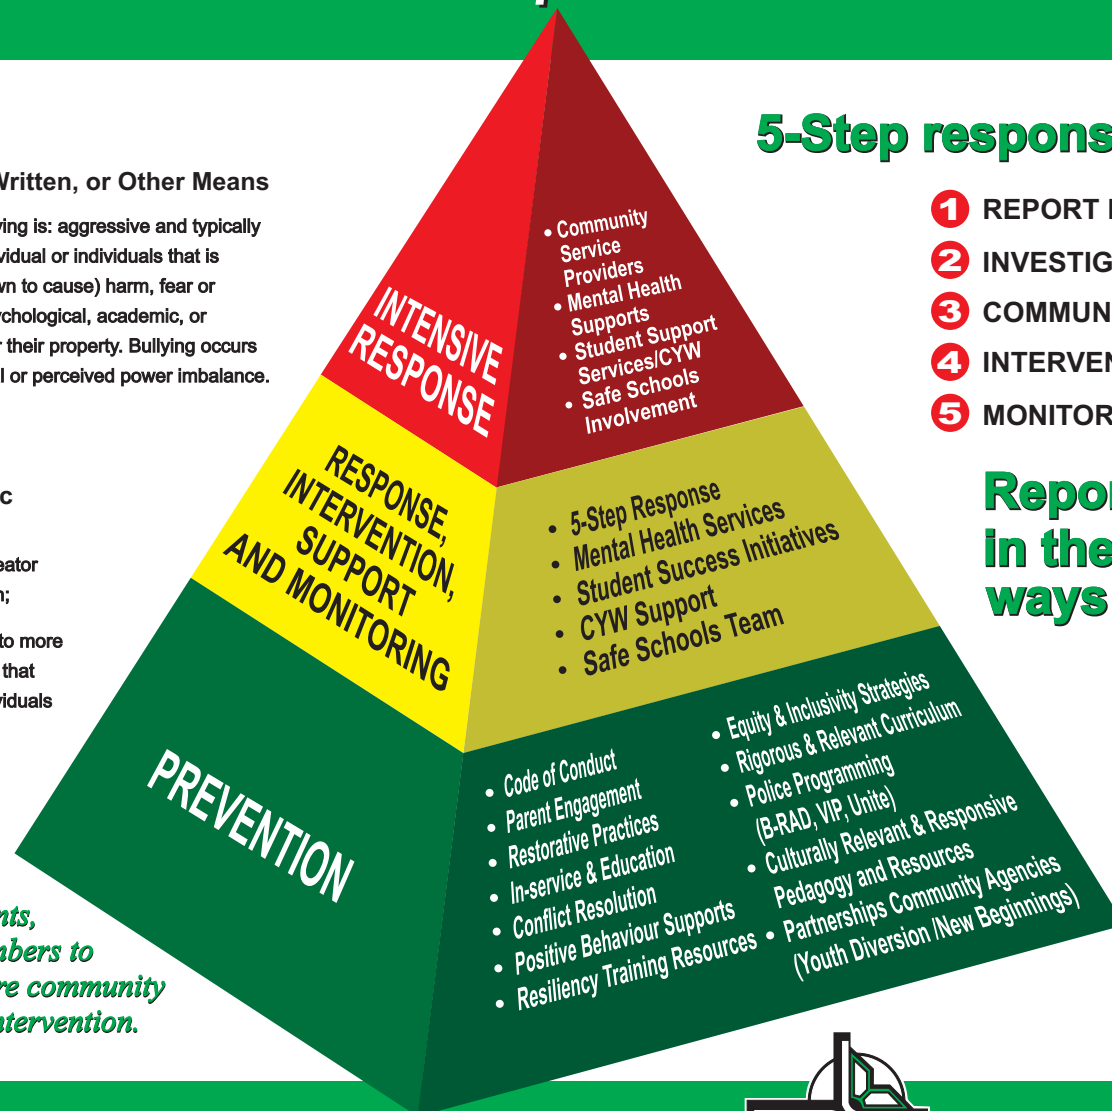 Written, or Other Means
ying is: aggressive and typically
vidual or individuals that is
wn to cause) harm, fear or
ychological, academic, or
r their property. Bullying occurs
l or perceived power imbalance.
c
eator
n;
to more
that
viduals
nts,
nbers to
re community
ntervention.
INTENSIVE
RESPONSE
• Community
Service
Providers
• Mental Health
Supports
• Student Support
Services/CYW
• Safe Schools
Involvement
RESPONSE,
INTERVENTION,
SUPPORT
AND MONITORING
• 5-Step Response
• Mental Health Services
• Student Success Initiatives
• CYW Support
• Safe Schools Team
PREVENTION
• Code of Conduct
• Parent Engagement
• Restorative Practices
• In-service & Education
• Conflict Resolution
• Positive Behaviour Supports
• Resiliency Training Resources
• Equity & Inclusivity Strategies
• Rigorous & Relevant Curriculum
• Police Programming
(B-RAD, VIP, Unite)
• Culturally Relevant & Responsive
Pedagogy and Resources
• Partnerships Community Agencies
(Youth Diversion /New Beginnings)
5-Step respons
1 REPORT
2 INVESTIG
3 COMMUN
4 INTERVEN
5 MONITOR
Repor
in the
ways